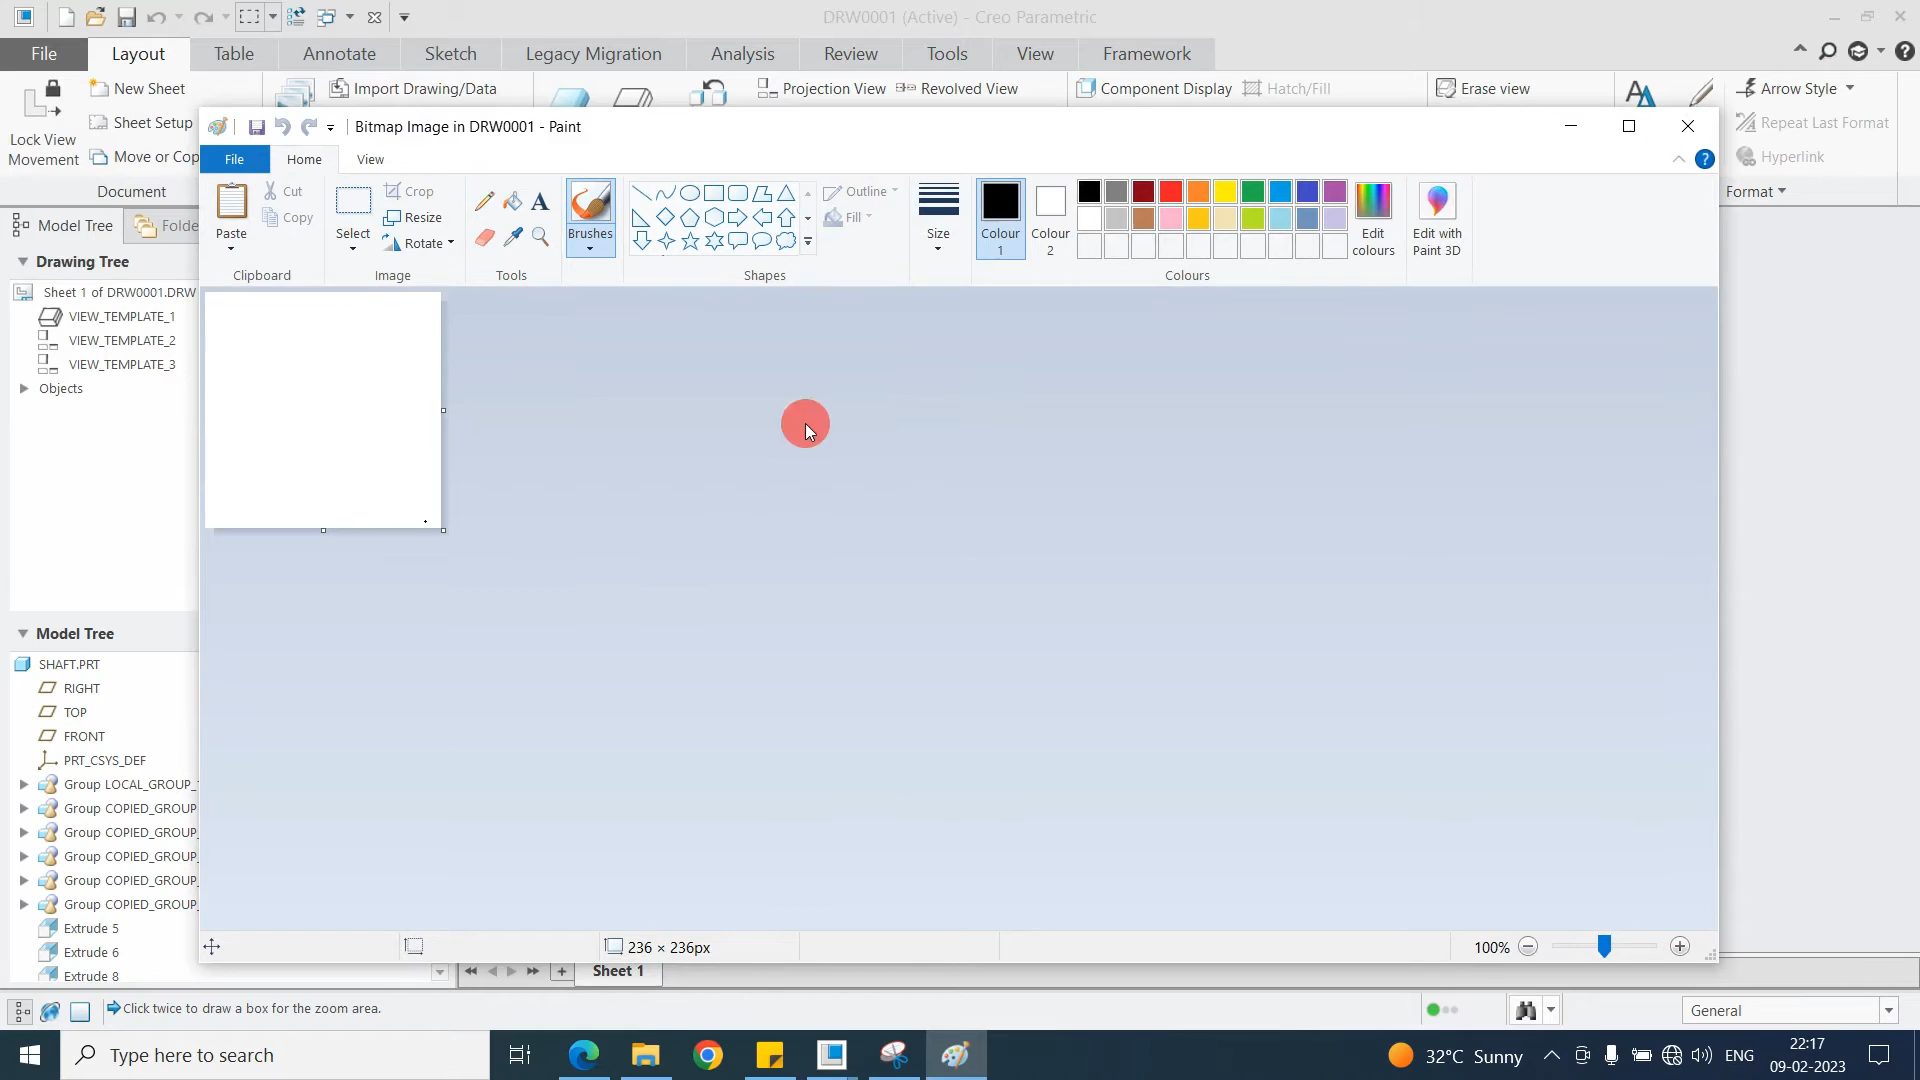 DRW0001 (Active) - Creo Parametric
File Layout Table Annotate Sketch Legacy Migration Analysis Review Tools View Framework
New Sheet
Import Drawing/Data
Projection View
Revolved View
Component Display
Hatch/Fill
Erase view
Arrow Style
Sheet Setup
Repeat Last Format
Lock View
Movement
Move or Cop
Hyperlink
Document
Format
Bitmap Image in DRW0001 - Paint
File Home View
Paste
Cut
Copy
Clipboard
Select
Crop
Resize
Rotate
Image
A
Tools
Brushes
Shapes
Outline
Fill
Size
Colour
1
Colour
2
Colours
Edit
colours
Edit with
Paint 3D
Model Tree
Folde
Drawing Tree
Sheet 1 of DRW0001.DRW
VIEW_TEMPLATE_1
VIEW_TEMPLATE_2
VIEW_TEMPLATE_3
Objects
Model Tree
SHAFT.PRT
RIGHT
TOP
FRONT
PRT_CSYS_DEF
Group LOCAL_GROUP_
Group COPIED_GROUP_
Group COPIED_GROUP_
Group COPIED_GROUP_
Group COPIED_GROUP_
Group COPIED_GROUP_
Extrude 5
Extrude 6
Extrude 8
236 × 236px
100%
Sheet 1
Click twice to draw a box for the zoom area.
General
Type here to search
32°C Sunny
ENG
22:17
09-02-2023